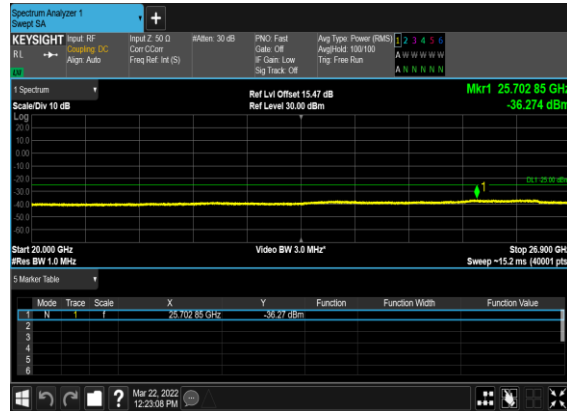 Spectrum Analyzer 1
Swept SA
+
KEYSIGHT Input: RF Input Z: 50 Ω #Atten: 30 dB PNO: Fast Avg Type: Power (RMS) 1 2 3 4 5 6
RL Coupling: DC Corr CCorr Gate: Off Avg|Hold: 100/100 A W W W W W
Align: Auto Freq Ref: Int (S) IF Gain: Low Trig: Free Run
Sig Track: Off A N N N N N
1 Spectrum Ref Lvl Offset 15.47 dB Mkr1 25.702 85 GHz
Scale/Div 10 dB Ref Level 30.00 dBm -36.274 dBm
Log
20.0
10.0
0.00
-10.0
-20.0 DL1 -25.00 dBm
-30.0 1
-40.0
-50.0
-60.0
Start 20.000 GHz Video BW 3.0 MHz* Stop 26.900 GHz
#Res BW 1.0 MHz Sweep ~15.2 ms (40001 pts)
5 Marker Table
Mode Trace Scale X Y Function Function Width Function Value
1 N 1 f 25.702 85 GHz -36.27 dBm
2
3
4
5
6
? Mar 22, 2022
12:23:08 PM